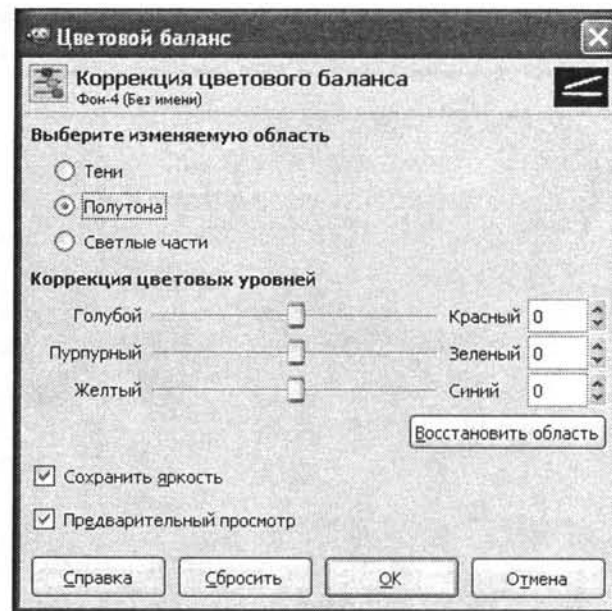 Цветовой баланс
Коррекция цветового баланса
Фон-4 (Без имени)
Выберите изменяемую область
Тени
Полутона
Светлые части
Коррекция цветовых уровней
Голубой Красный 0
Пурпурный Зеленый 0
Желтый Синий 0
Восстановить область
Сохранить яркость
Предварительный просмотр
Справка Сбросить OK Отмена